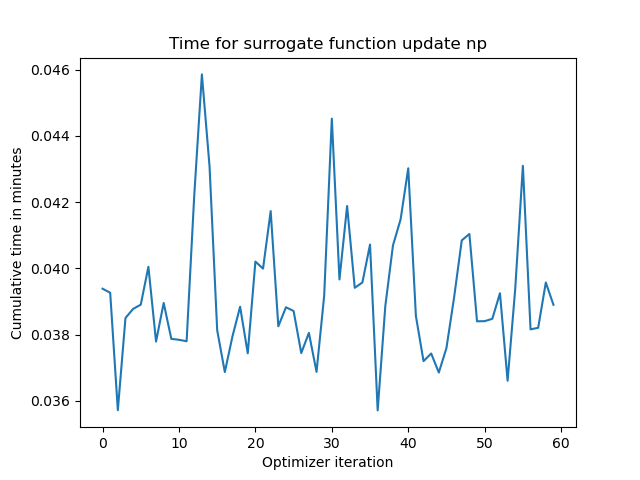 Time for surrogate function update np
Cumulative time in minutes
0.046
0.044
0.042
0.040
0.038
0.036
0 10 20 30 40 50 60
Optimizer iteration